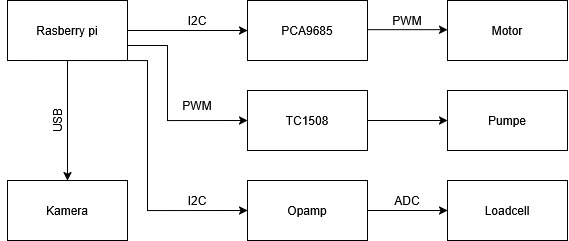 I2C
PWM
Rasberry pi
PCA9685
Motor
USB
PWM
TC1508
Pumpe
I2C
ADC
Kamera
Opamp
Loadcell